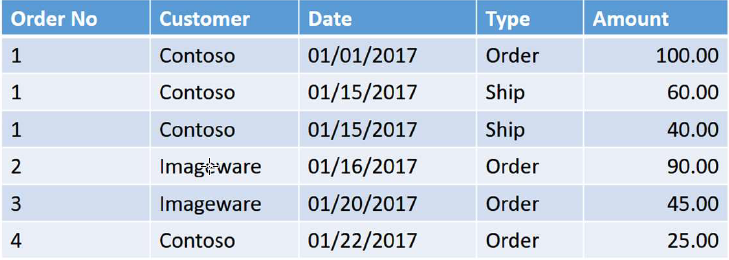 Order No Customer Date Type Amount
1 Contoso 01/01/2017 Order 100.00
1 Contoso 01/15/2017 Ship 60.00
1 Contoso 01/15/2017 Ship 40.00
2 Imageware 01/16/2017 Order 90.00
3 Imageware 01/20/2017 Order 45.00
4 Contoso 01/22/2017 Order 25.00